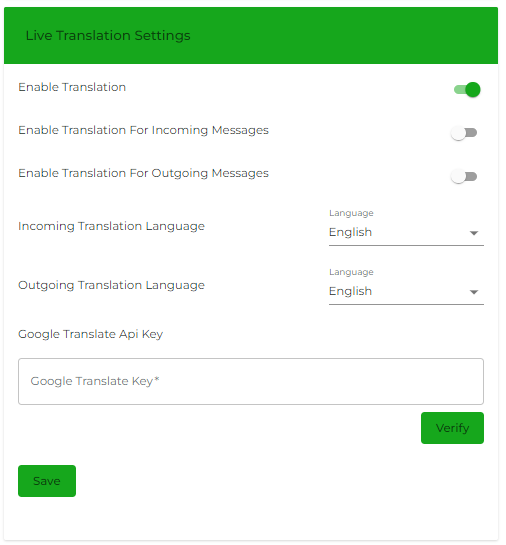 Live Translation Settings
Enable Translation
Enable Translation For Incoming Messages
Enable Translation For Outgoing Messages
Language
Incoming Translation Language English
Language
Outgoing Translation Language English
Google Translate Api Key
Google Translate Key*
Verify
Save